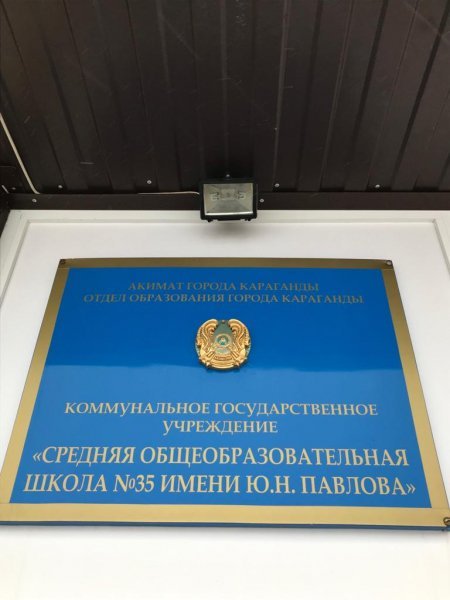 АКИМАТ ГОРОДА КАРАГАНДЫ
ОТДЕЛ ОБРАЗОВАНИЯ ГОРОДА КАРАГАНДЫ
КОММУНАЛЬНОЕ ГОСУДАРСТВЕННОЕ
УЧРЕЖДЕНИЕ
«СРЕДНЯЯ ОБЩЕОБРАЗОВАТЕЛЬНАЯ
ШКОЛА №35 ИМЕНИ Ю.Н. ПАВЛОВА»